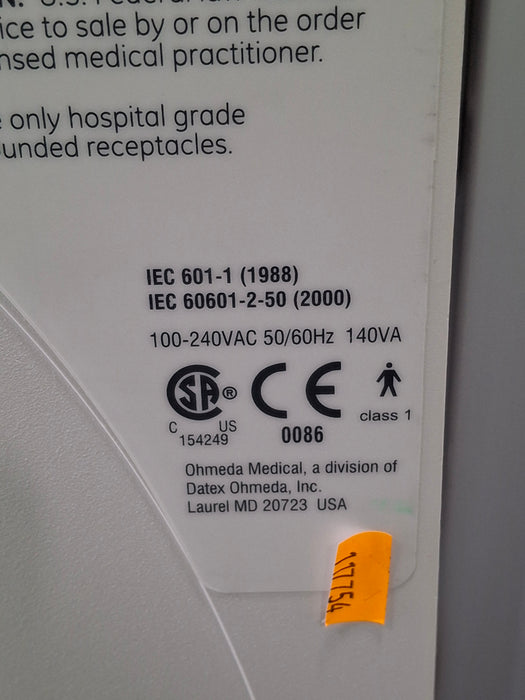 ice to sale by or on the order
nsed medical practitioner.
only hospital grade
unded receptacles.
IEC 601-1 (1988)
IEC 60601-2-50 (2000)
100-240VAC 50/60Hz 140VA
SA ® CE
C US
154249
0086
class 1
Ohmeda Medical, a division of
Datex Ohmeda, Inc.
Laurel MD 20723 USA
117754